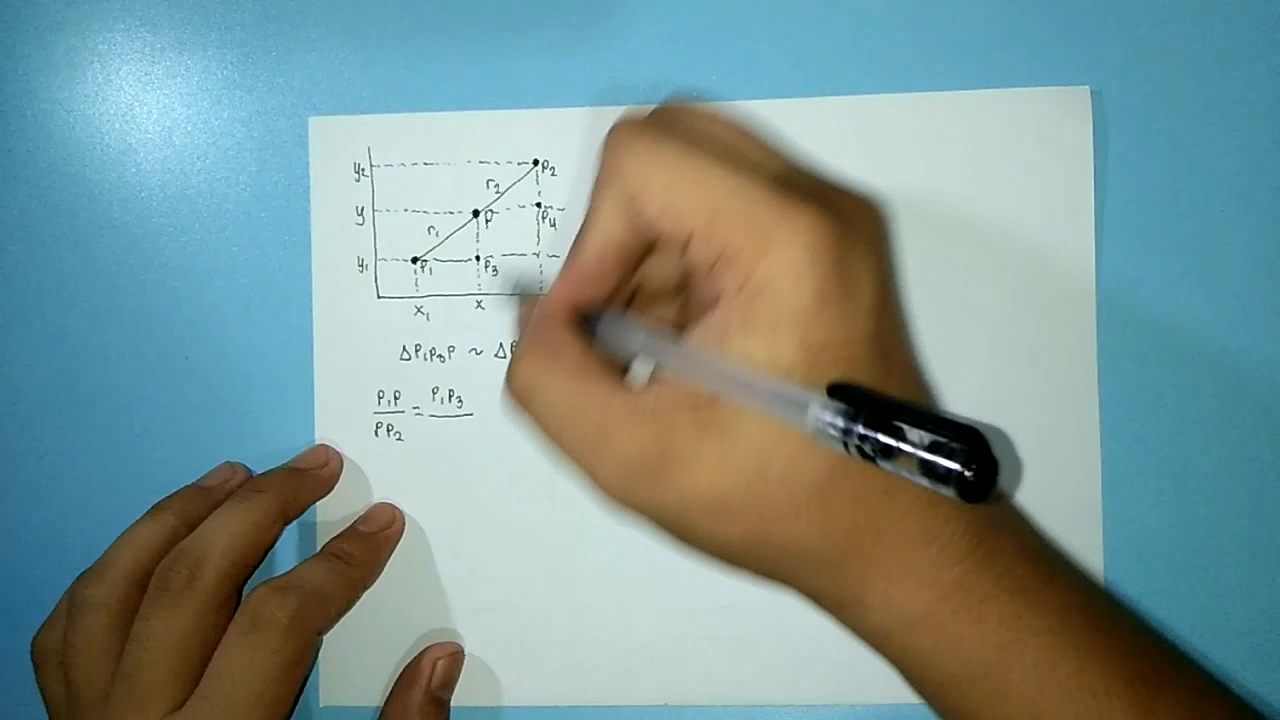 y₂ P₂
r₂
y P P₄
r₁
y₁ P₁ P₃
x₁ x
ΔP₁P₃P ~ Δ
P₁P/PP₂ = P₁P₃